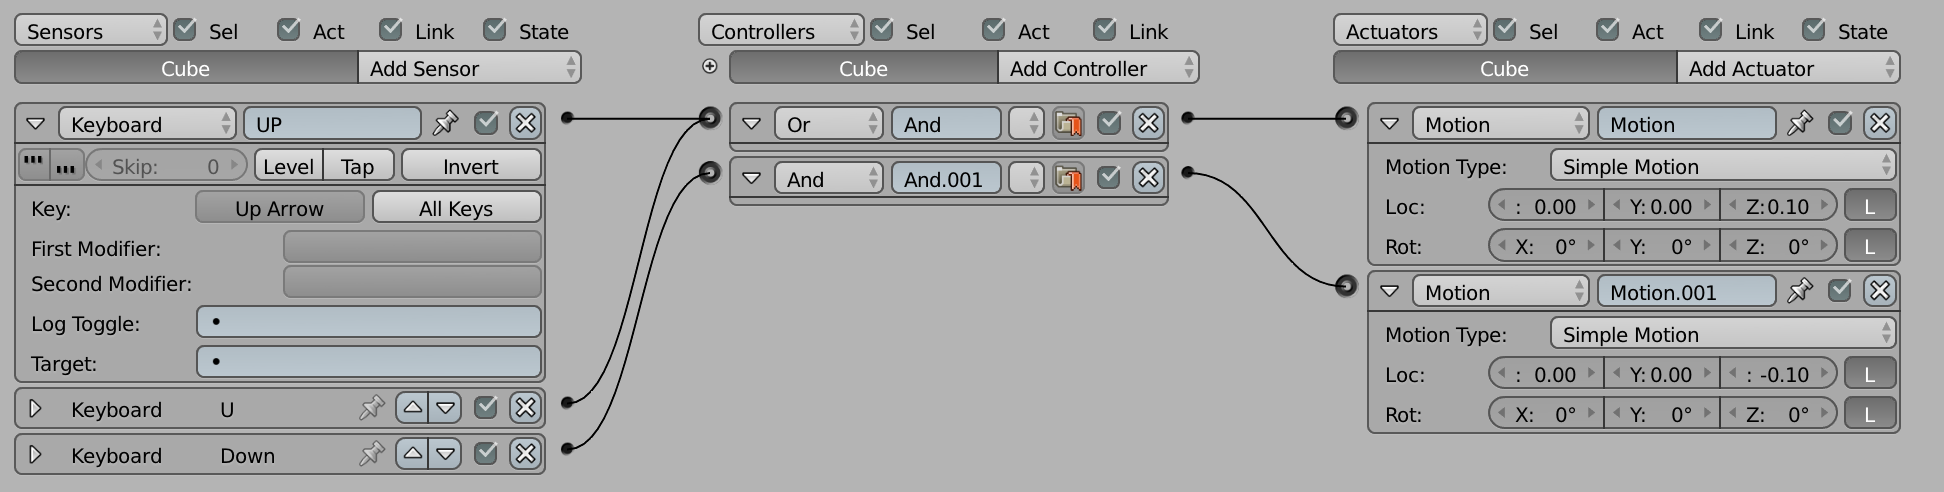 Sensors Sel Act Link State
Cube Add Sensor
Keyboard UP
Skip: 0 Level Tap Invert
Key: Up Arrow All Keys
First Modifier:
Second Modifier:
Log Toggle: •
Target: •
Keyboard U
Keyboard Down
Controllers Sel Act Link
Cube Add Controller
Or And
And And.001
Actuators Sel Act Link State
Cube Add Actuator
Motion Motion
Motion Type: Simple Motion
Loc: : 0.00 Y: 0.00 Z: 0.10 L
Rot: X: 0° Y: 0° Z: 0° L
Motion Motion.001
Motion Type: Simple Motion
Loc: : 0.00 Y: 0.00 : -0.10 L
Rot: X: 0° Y: 0° Z: 0° L